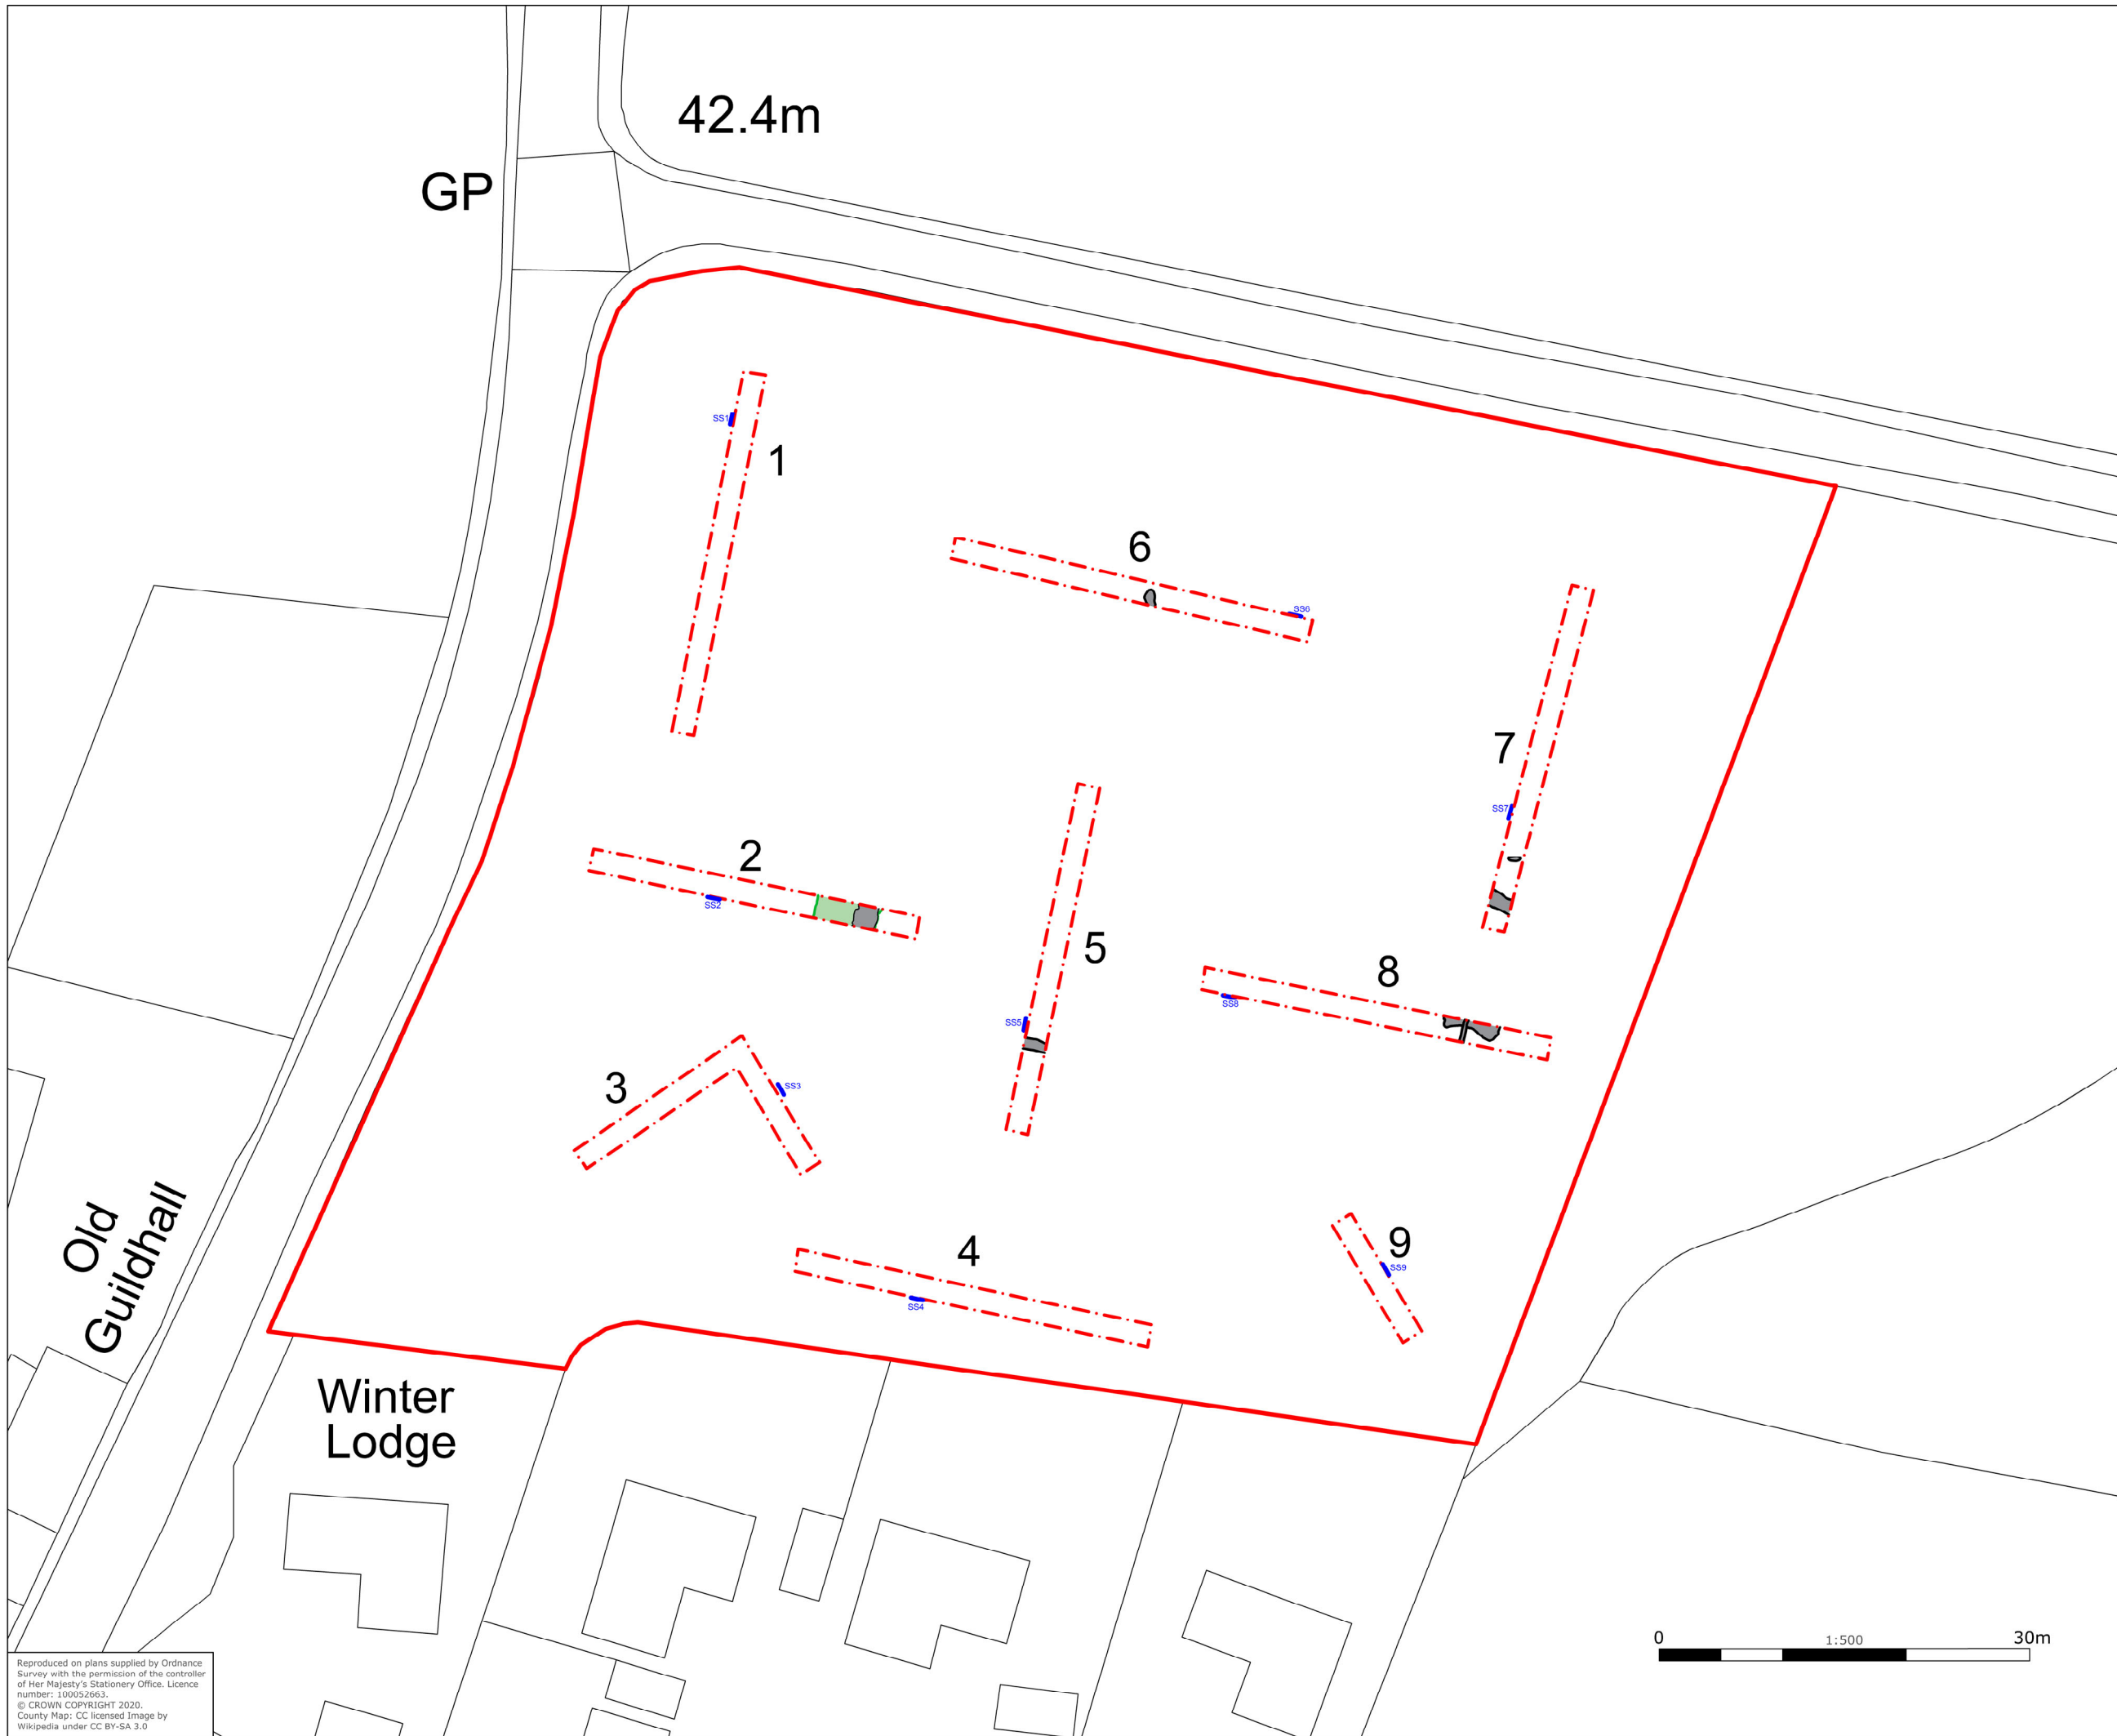 42.4m
GP
SS1
1
6
SS6
7
SS7
2
SS2
5
8
SS8
SS5
3
SS3
9
SS9
4
SS4
Old
Guildhall
Winter
Lodge
0
1:500
30m
Reproduced on plans supplied by Ordnance
Survey with the permission of the controller
of Her Majesty's Stationery Office. Licence
number: 100052663.
© CROWN COPYRIGHT 2020.
County Map: CC licensed Image by
Wikipedia under CC BY-SA 3.0